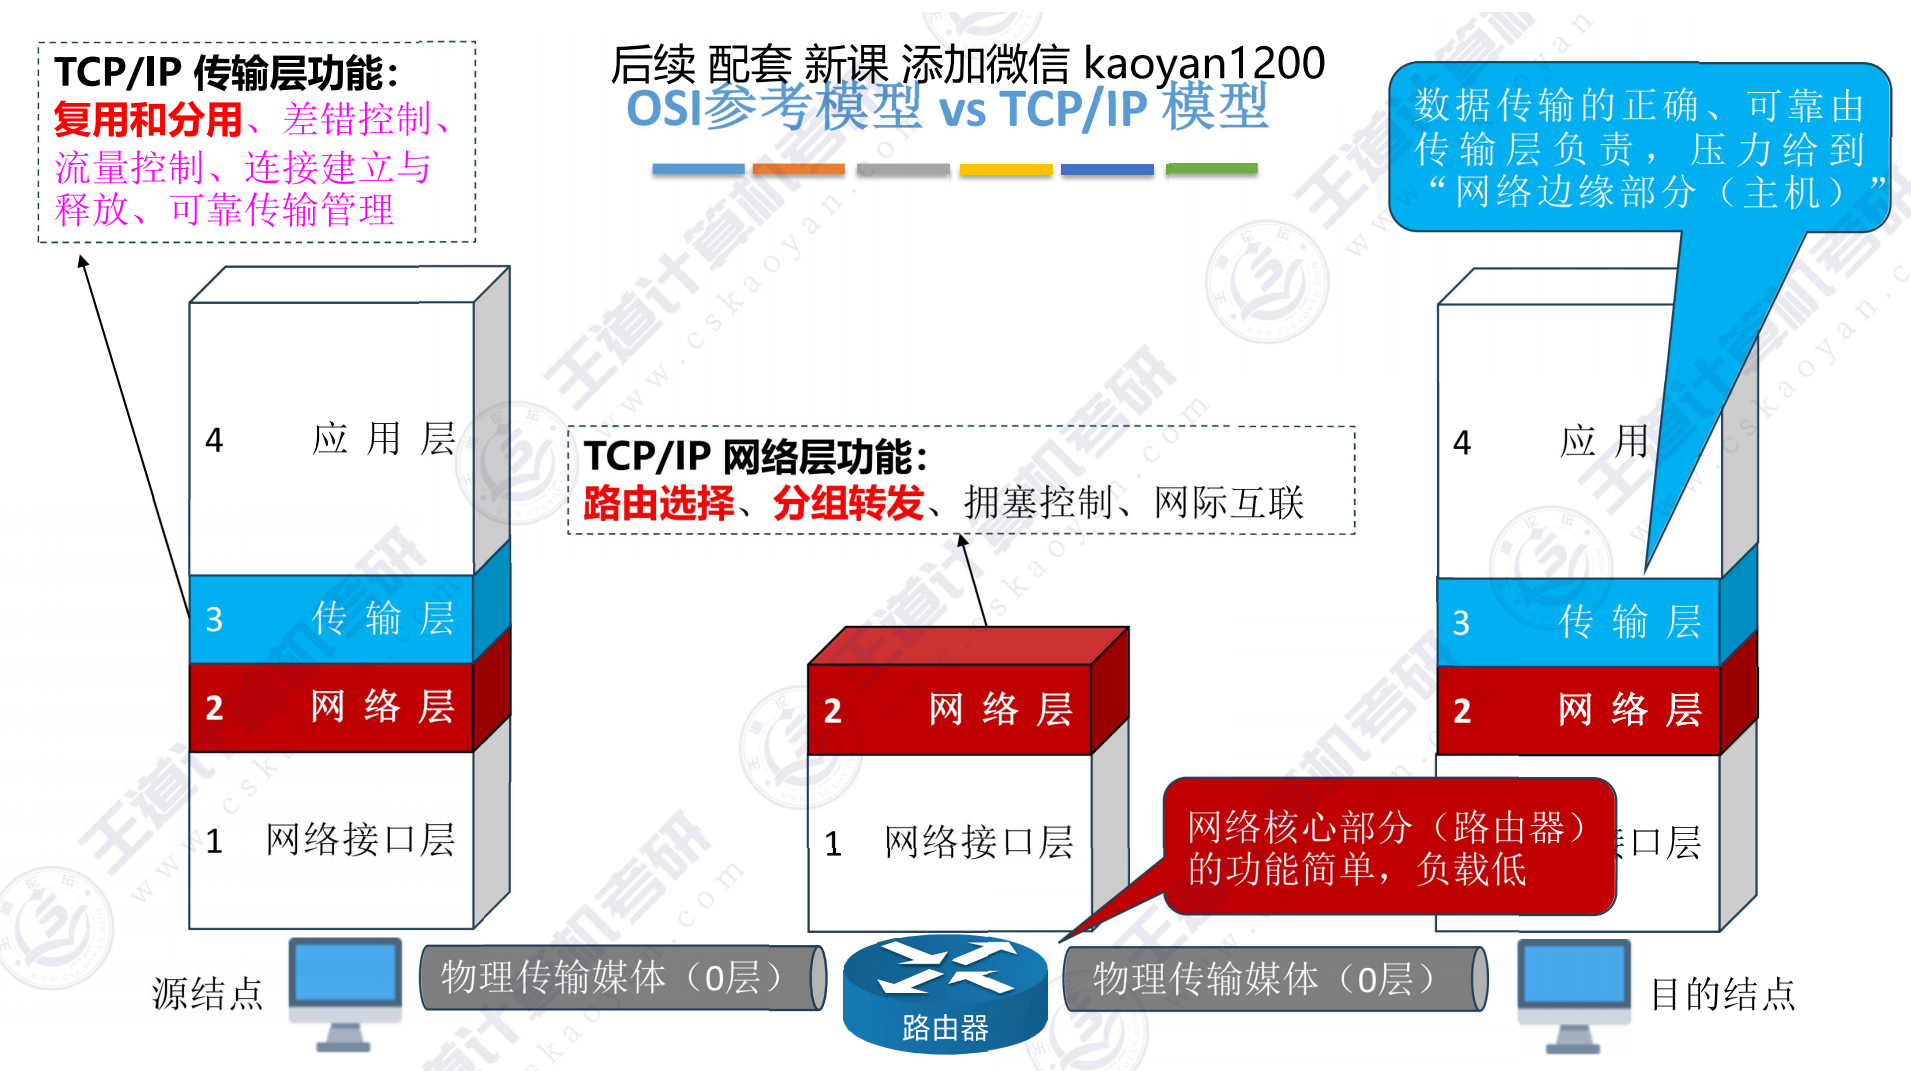 后续 配套 新课 添加微信 kaoyan1200
OSI参考模型 vs TCP/IP 模型
TCP/IP 传输层功能：
复用和分用、差错控制、
流量控制、连接建立与
释放、可靠传输管理
数据传输的正确、可靠由
传输层负责，压力给到
“网络边缘部分（主机）”
4 应用层
3 传输层
2 网络层
1 网络接口层
TCP/IP 网络层功能：
路由选择、分组转发、拥塞控制、网际互联
2 网络层
1 网络接口层
4 应用
3 传输层
2 网络层
口层
网络核心部分（路由器）
的功能简单，负载低
源结点
物理传输媒体（0层）
路由器
物理传输媒体（0层）
目的结点
王道计算机考研
www.cskaoyan.com